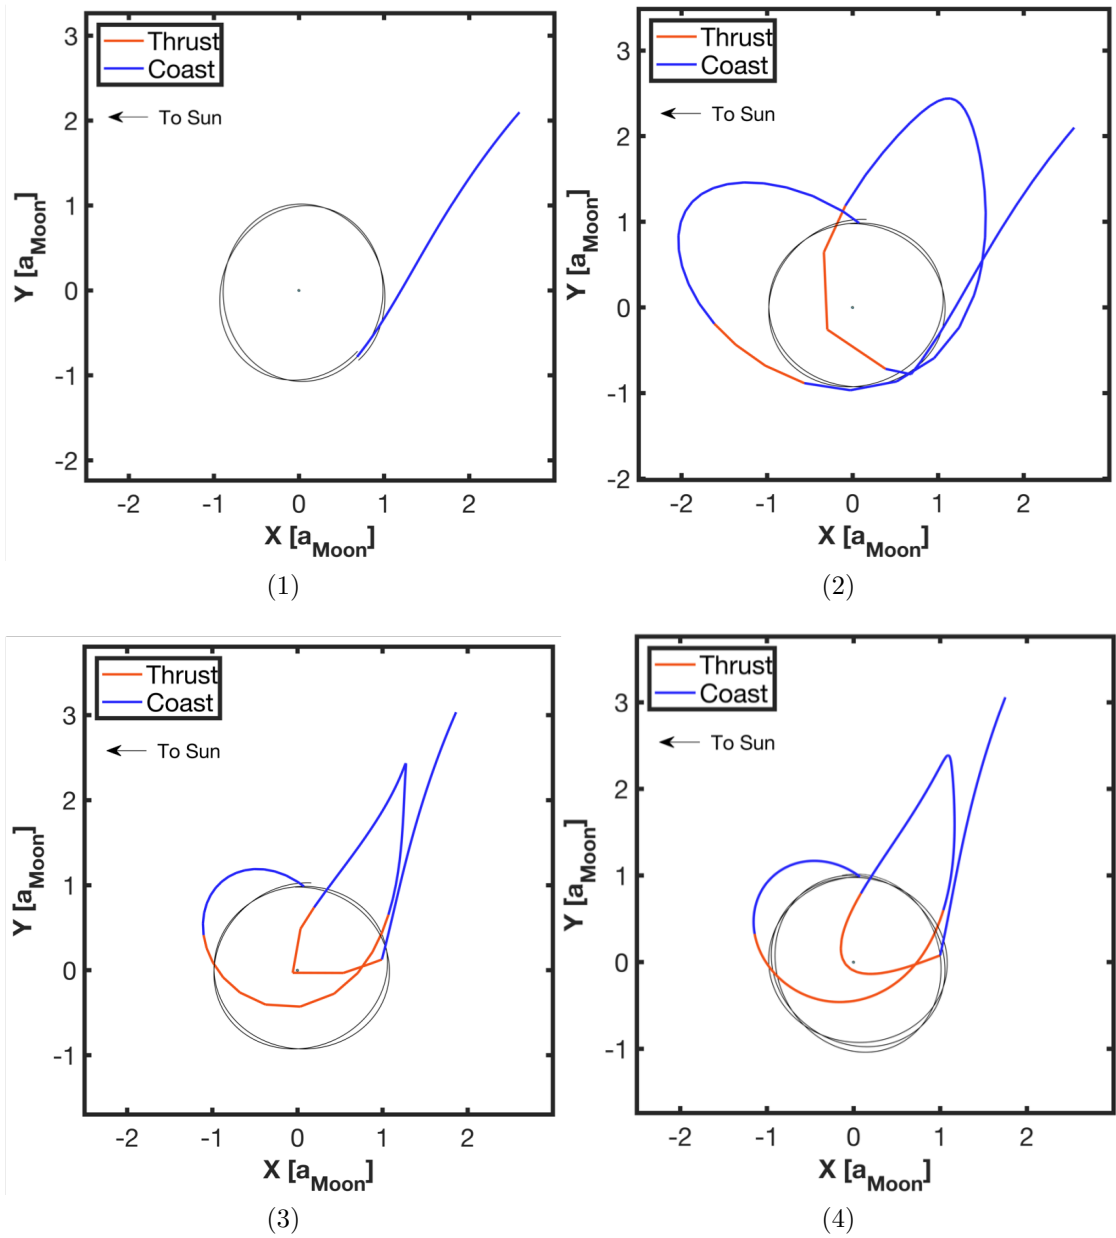 Thrust
Coast
To Sun
3
2
1
0
-1
-2
Y [a_Moon]
-2
-1
0
1
2
X [a_Moon]
(1)
Thrust
Coast
To Sun
3
2
1
0
-1
-2
Y [a_Moon]
-2
-1
0
1
2
X [a_Moon]
(2)
Thrust
Coast
To Sun
3
2
1
0
-1
Y [a_Moon]
-2
-1
0
1
2
X [a_Moon]
(3)
Thrust
Coast
To Sun
3
2
1
0
-1
Y [a_Moon]
-2
-1
0
1
2
X [a_Moon]
(4)